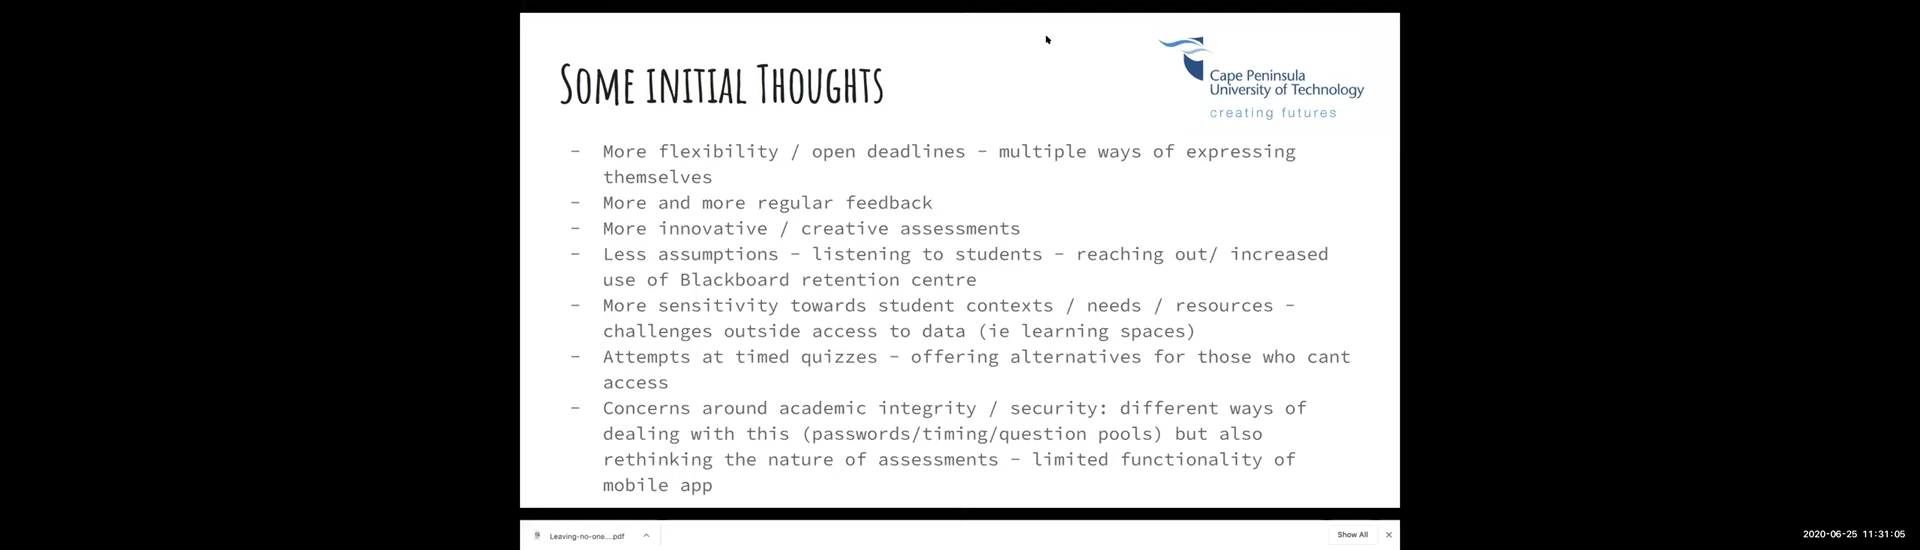 SOME INITIAL THOUGHTS
Cape Peninsula
University of Technology
creating futures
- More flexibility / open deadlines - multiple ways of expressing
themselves
- More and more regular feedback
- More innovative / creative assessments
- Less assumptions - listening to students - reaching out/ increased
use of Blackboard retention centre
- More sensitivity towards student contexts / needs / resources -
challenges outside access to data (ie learning spaces)
- Attempts at timed quizzes - offering alternatives for those who cant
access
- Concerns around academic integrity / security: different ways of
dealing with this (passwords/timing/question pools) but also
rethinking the nature of assessments - limited functionality of
mobile app
Leaving-no-one....pdf
Show All
2020-06-25 11:31:05